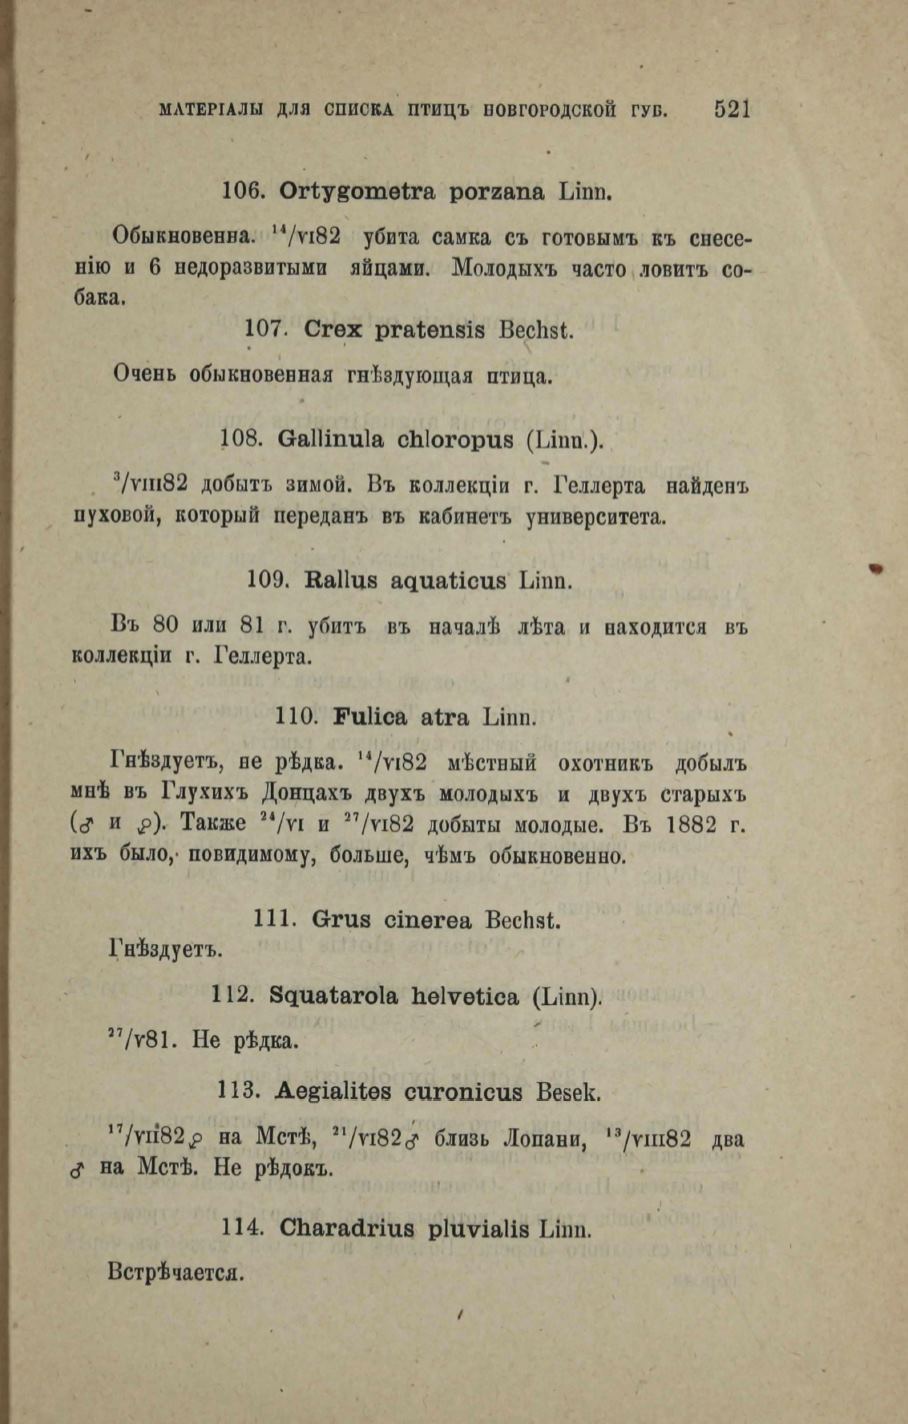 МАТЕРІАЛЫ ДЛЯ СПИСКА ПТИЦЪ НОВГОРОДСКОЙ ГУБ. 521
106. Ortygometra porzana Linn.
Обыкновенна. ¹⁴/VI82 убита самка съ готовымъ къ снесе-
нію и 6 недоразвитыми яйцами. Молодыхъ часто ловитъ со-
бака.
107. Crex pratensis Bechst.
Очень обыкновенная гнѣздующая птица.
108. Gallinula chloropus (Linn.).
³/VIII82 добытъ зимой. Въ коллекціи г. Геллерта найденъ
пуховой, который переданъ въ кабинетъ университета.
109. Rallus aquaticus Linn.
Въ 80 или 81 г. убитъ въ началѣ лѣта и находится въ
коллекціи г. Геллерта.
110. Fulica atra Linn.
Гнѣздуетъ, не рѣдка. ¹⁴/VI82 мѣстный охотникъ добылъ
мнѣ въ Глухихъ Донцахъ двухъ молодыхъ и двухъ старыхъ
(♂ и ♀). Также ²⁴/VI и ²⁷/VI82 добыты молодые. Въ 1882 г.
ихъ было, повидимому, больше, чѣмъ обыкновенно.
111. Grus cinerea Bechst.
Гнѣздуетъ.
112. Squatarola helvetica (Linn).
²⁷/V81. Не рѣдка.
113. Aegialites curonicus Besek.
¹⁷/VII82♀ на Мстѣ, ²¹/VI82♂ близь Лопани, ¹³/VIII82 два
♂ на Мстѣ. Не рѣдокъ.
114. Charadrius pluvialis Linn.
Встрѣчается.